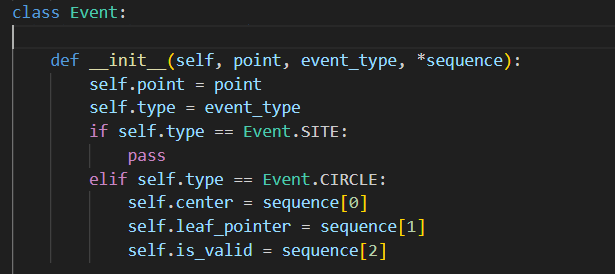 class Event:
    def __init__(self, point, event_type, *sequence):
        self.point = point
        self.type = event_type
        if self.type == Event.SITE:
            pass
        elif self.type == Event.CIRCLE:
            self.center = sequence[0]
            self.leaf_pointer = sequence[1]
            self.is_valid = sequence[2]